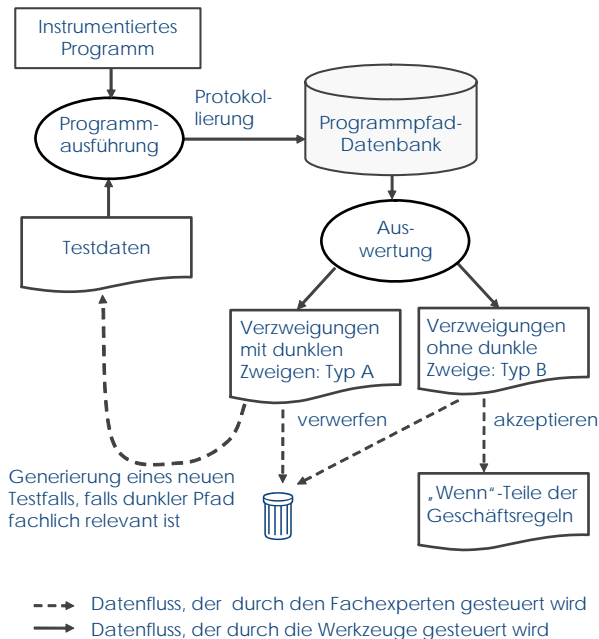 Instrumentiertes
Programm
Protokol-
lierung
Programm-
ausführung
Programmpfad-
Datenbank
Testdaten
Aus-
wertung
Verzweigungen
mit dunklen
Zweigen: Typ A
Verzweigungen
ohne dunkle
Zweige: Typ B
verwerfen
akzeptieren
Generierung eines neuen
Testfalls, falls dunkler Pfad
fachlich relevant ist
„Wenn“-Teile der
Geschäftsregeln
Datenfluss, der durch den Fachexperten gesteuert wird
Datenfluss, der durch die Werkzeuge gesteuert wird